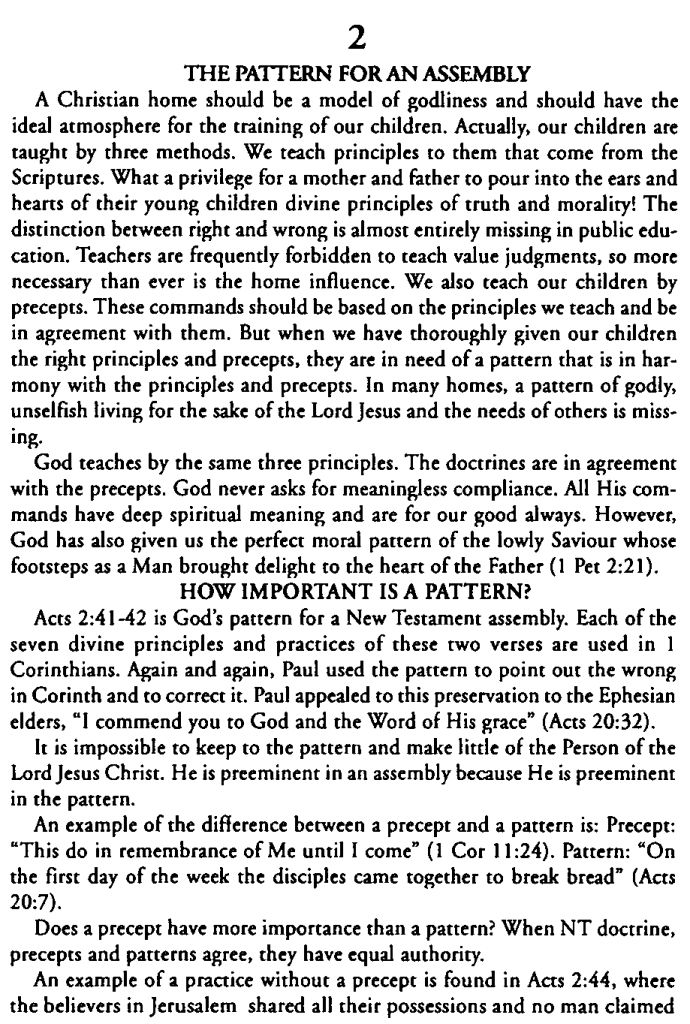 2
THE PATTERN FOR AN ASSEMBLY
A Christian home should be a model of godliness and should have the
ideal atmosphere for the training of our children. Actually, our children are
taught by three methods. We teach principles to them that come from the
Scriptures. What a privilege for a mother and father to pour into the ears and
hearts of their young children divine principles of truth and morality! The
distinction between right and wrong is almost entirely missing in public edu-
cation. Teachers are frequently forbidden to teach value judgments, so more
necessary than ever is the home influence. We also teach our children by
precepts. These commands should be based on the principles we teach and be
in agreement with them. But when we have thoroughly given our children
the right principles and precepts, they are in need of a pattern that is in har-
mony with the principles and precepts. In many homes, a pattern of godly,
unselfish living for the sake of the Lord Jesus and the needs of others is miss-
ing.
God teaches by the same three principles. The doctrines are in agreement
with the precepts. God never asks for meaningless compliance. All His com-
mands have deep spiritual meaning and are for our good always. However,
God has also given us the perfect moral pattern of the lowly Saviour whose
footsteps as a Man brought delight to the heart of the Father (1 Pet 2:21).
HOW IMPORTANT IS A PATTERN?
Acts 2:41-42 is God's pattern for a New Testament assembly. Each of the
seven divine principles and practices of these two verses are used in 1
Corinthians. Again and again, Paul used the pattern to point out the wrong
in Corinth and to correct it. Paul appealed to this preservation to the Ephesian
elders, "I commend you to God and the Word of His grace" (Acts 20:32).
It is impossible to keep to the pattern and make little of the Person of the
Lord Jesus Christ. He is preeminent in an assembly because He is preeminent
in the pattern.
An example of the difference between a precept and a pattern is: Precept:
"This do in remembrance of Me until I come" (1 Cor 11:24). Pattern: "On
the first day of the week the disciples came together to break bread" (Acts
20:7).
Does a precept have more importance than a pattern? When NT doctrine,
precepts and patterns agree, they have equal authority.
An example of a practice without a precept is found in Acts 2:44, where
the believers in Jerusalem shared all their possessions and no man claimed